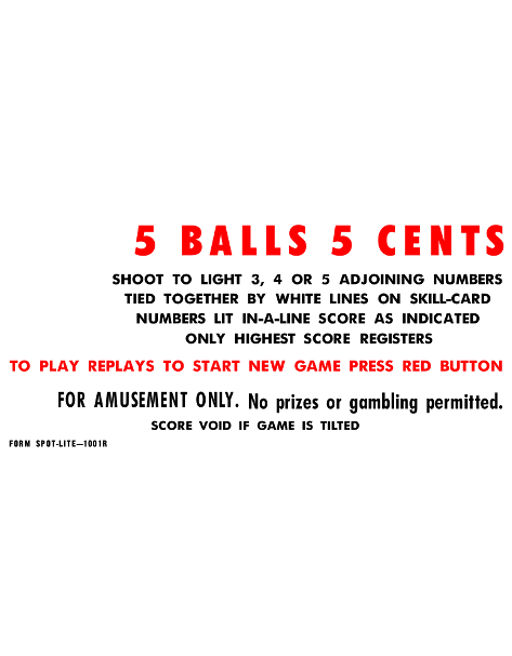 5 BALLS 5 CENTS
SHOOT TO LIGHT 3, 4 OR 5 ADJOINING NUMBERS
TIED TOGETHER BY WHITE LINES ON SKILL-CARD
NUMBERS LIT IN-A-LINE SCORE AS INDICATED
ONLY HIGHEST SCORE REGISTERS
TO PLAY REPLAYS TO START NEW GAME PRESS RED BUTTON
FOR AMUSEMENT ONLY. No prizes or gambling permitted.
SCORE VOID IF GAME IS TILTED
FORM SPOT-LITE—1001R